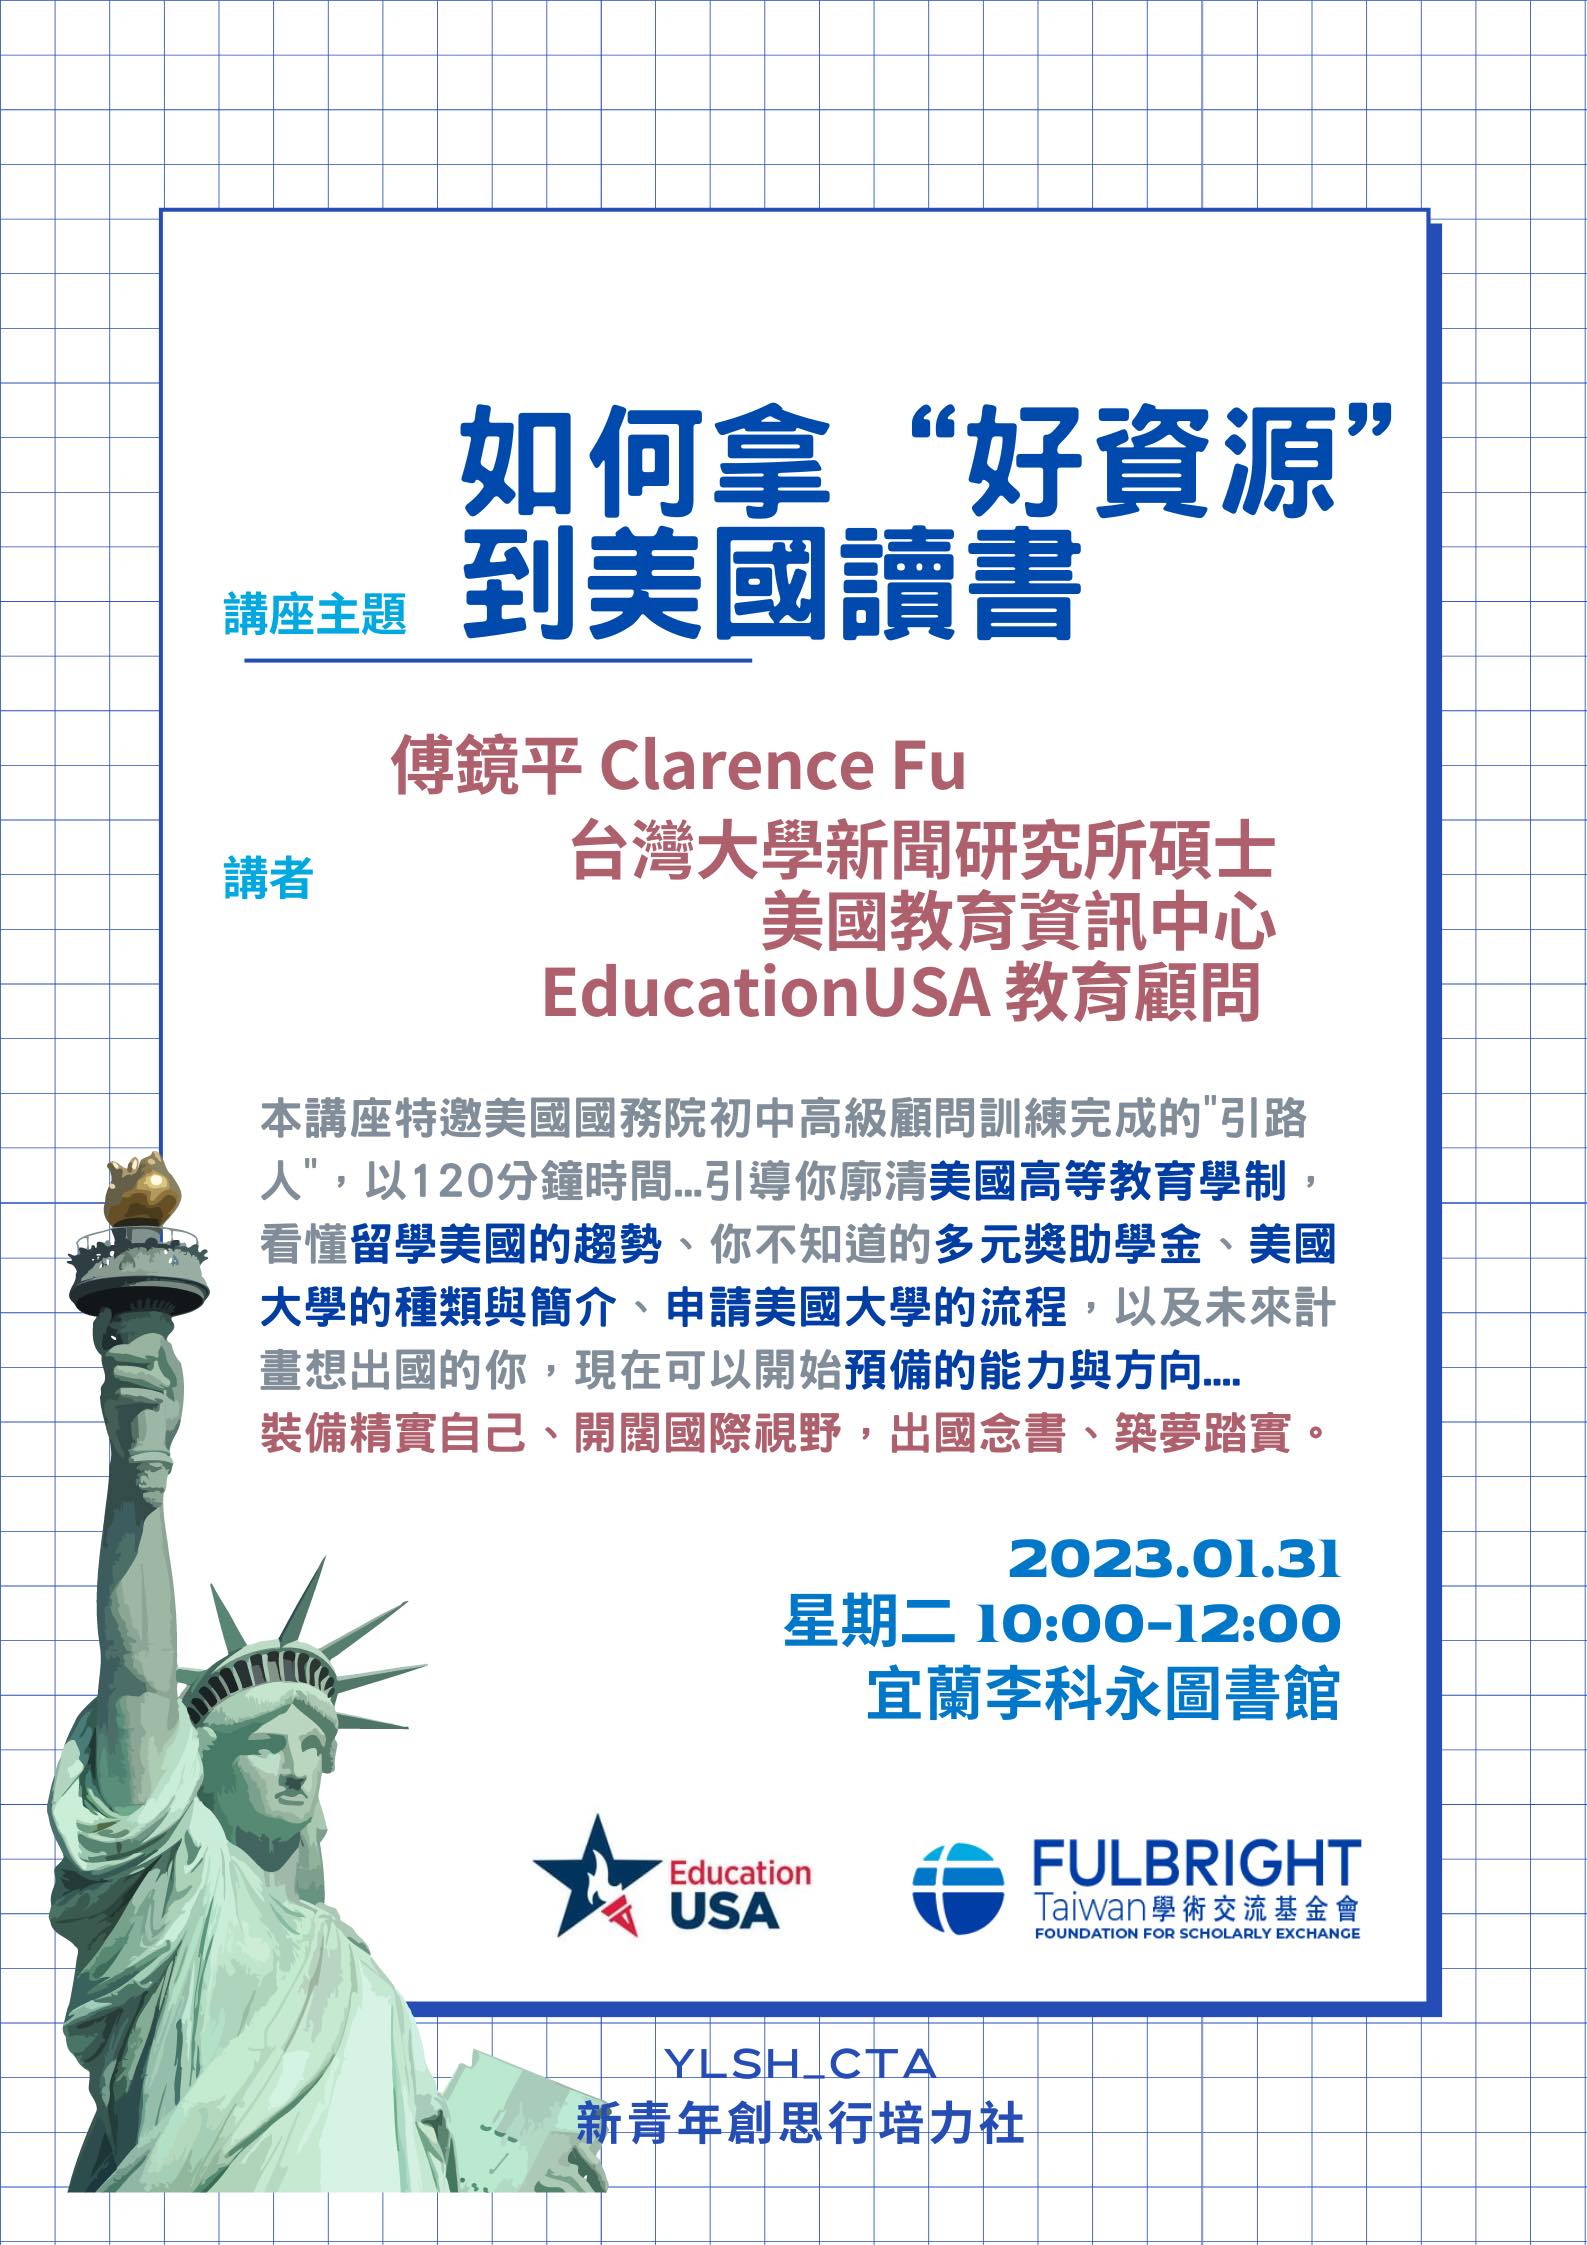 如何拿“好資源”
到美國讀書
講座主題
傅鏡平 Clarence Fu
台灣大學新聞研究所碩士
講者
美國教育資訊中心
EducationUSA 教育顧問
本講座特邀美國國務院初中高級顧問訓練完成的"引路
人"，以120分鐘時間...引導你廓清美國高等教育學制，
看懂留學美國的趨勢、你不知道的多元獎助學金、美國
大學的種類與簡介、申請美國大學的流程，以及未來計
畫想出國的你，現在可以開始預備的能力與方向....
裝備精實自己、開闊國際視野，出國念書、築夢踏實。
2023.01.31
星期二 10:00-12:00
宜蘭李科永圖書館
Education
USA
FULBRIGHT
Taiwan 學術交流基金會
FOUNDATION FOR SCHOLARLY EXCHANGE
YLSH_CTA
新青年創思行培力社